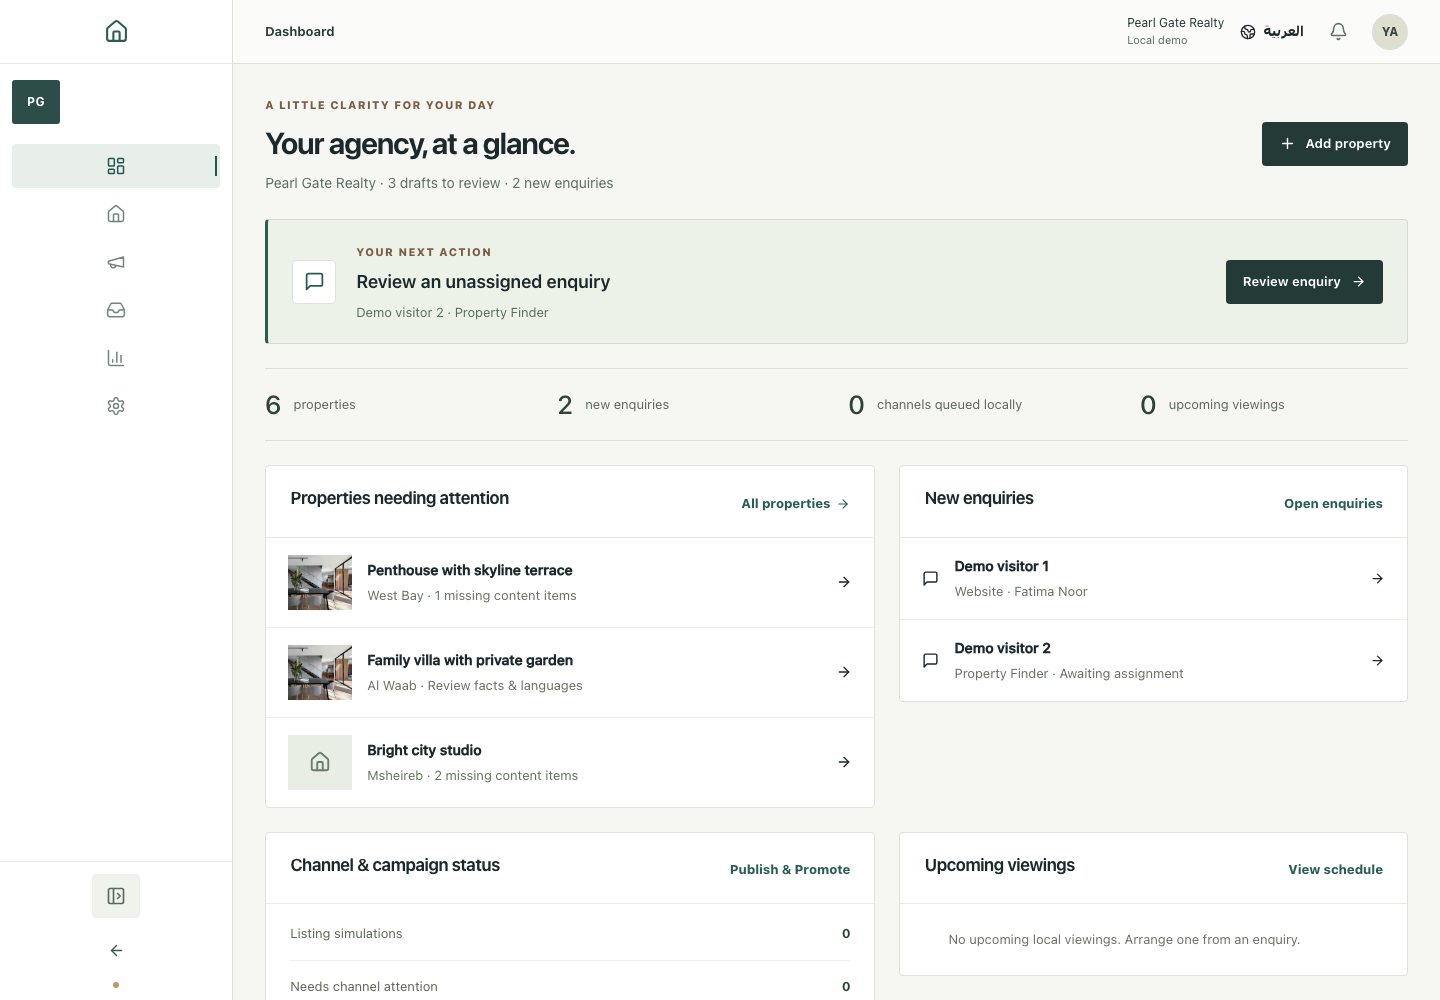 Dashboard
Pearl Gate Realty
Local demo
العربية
YA
PG
A LITTLE CLARITY FOR YOUR DAY
Your agency, at a glance.
Pearl Gate Realty · 3 drafts to review · 2 new enquiries
Add property
YOUR NEXT ACTION
Review an unassigned enquiry
Demo visitor 2 · Property Finder
Review enquiry
6 properties
2 new enquiries
0 channels queued locally
0 upcoming viewings
Properties needing attention
All properties
Penthouse with skyline terrace
West Bay · 1 missing content items
Family villa with private garden
Al Waab · Review facts & languages
Bright city studio
Msheireb · 2 missing content items
New enquiries
Open enquiries
Demo visitor 1
Website · Fatima Noor
Demo visitor 2
Property Finder · Awaiting assignment
Channel & campaign status
Publish & Promote
Listing simulations 0
Needs channel attention 0
Upcoming viewings
View schedule
No upcoming local viewings. Arrange one from an enquiry.